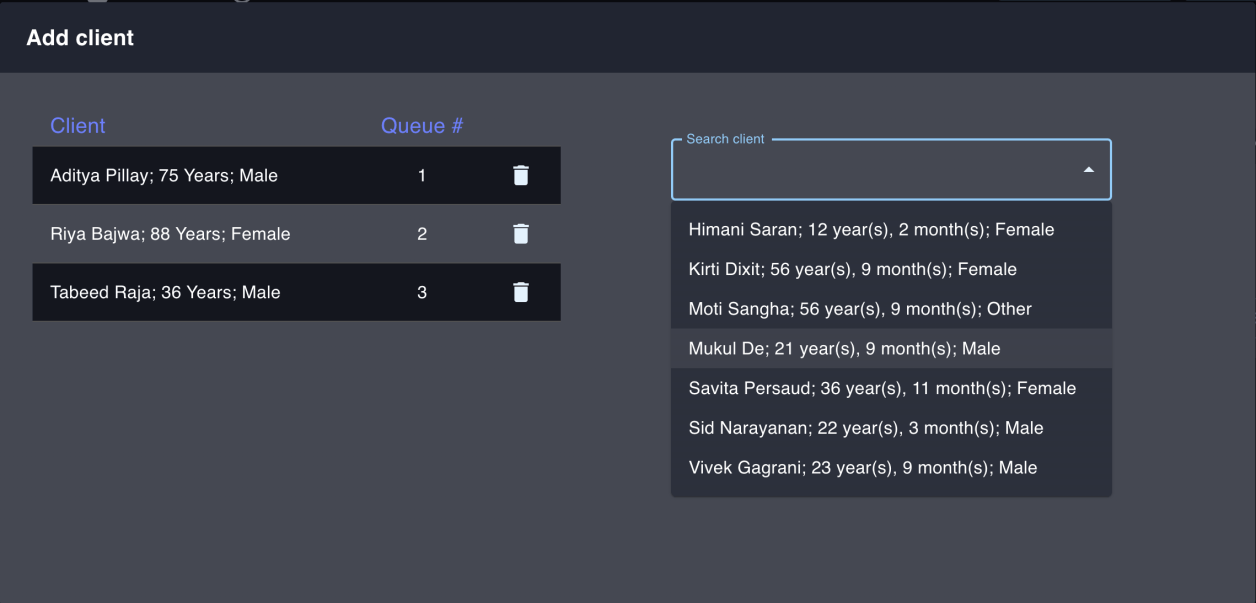 Add client
Client Queue #
Aditya Pillay; 75 Years; Male 1
Riya Bajwa; 88 Years; Female 2
Tabeed Raja; 36 Years; Male 3
Search client
Himani Saran; 12 year(s), 2 month(s); Female
Kirti Dixit; 56 year(s), 9 month(s); Female
Moti Sangha; 56 year(s), 9 month(s); Other
Mukul De; 21 year(s), 9 month(s); Male
Savita Persaud; 36 year(s), 11 month(s); Female
Sid Narayanan; 22 year(s), 3 month(s); Male
Vivek Gagrani; 23 year(s), 9 month(s); Male